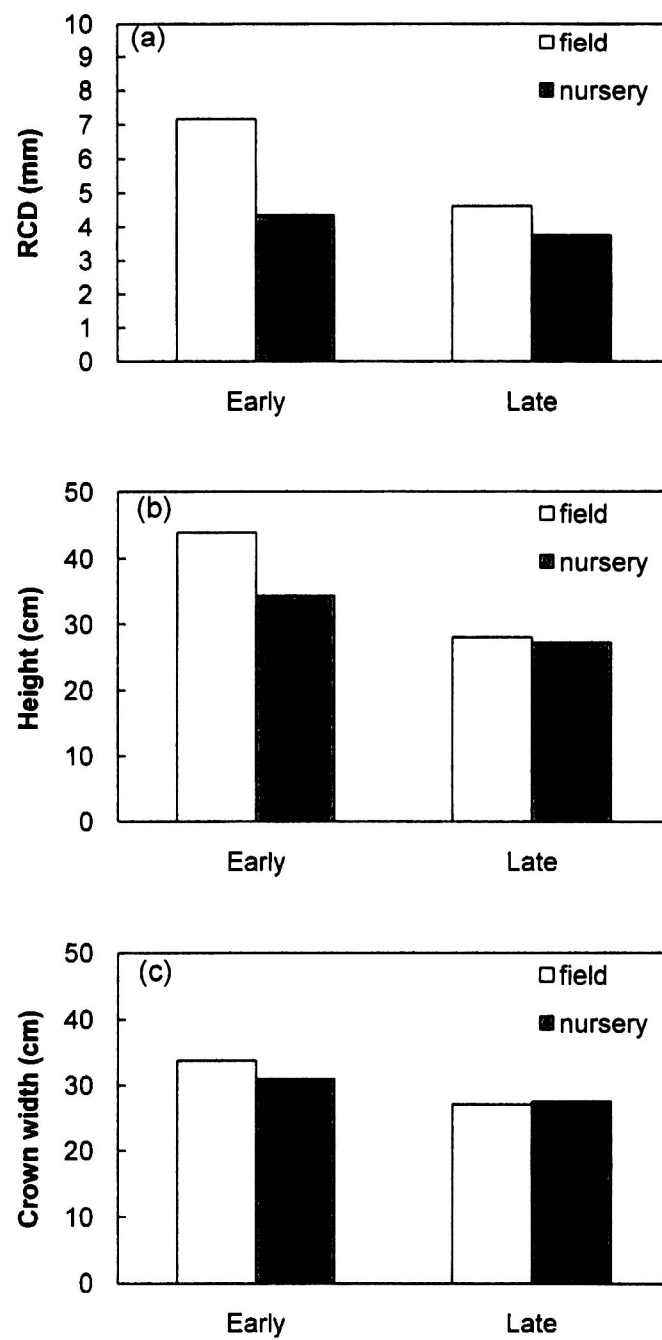 (a)
field
nursery
RCD (mm)
10
9
8
7
6
5
4
3
2
1
0
Early Late
(b)
field
nursery
Height (cm)
50
40
30
20
10
0
Early Late
(c)
field
nursery
Crown width (cm)
50
40
30
20
10
0
Early Late